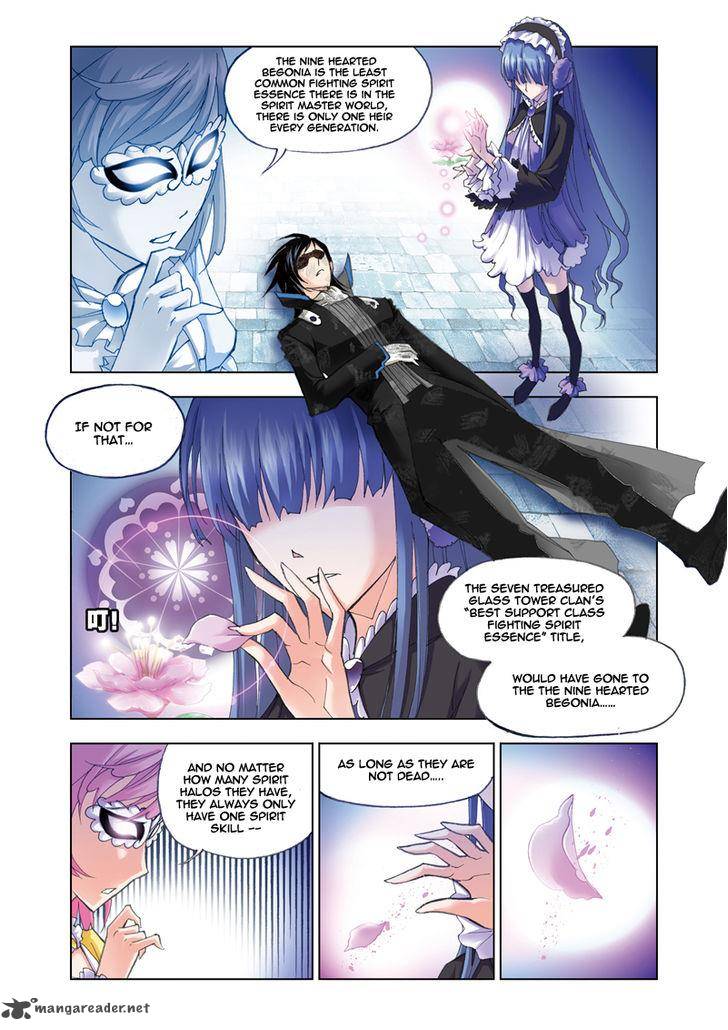 THE NINE HEARTED
BEGONIA IS THE LEAST
COMMON FIGHTING SPIRIT
ESSENCE THERE IS IN THE
SPIRIT MASTER WORLD,
THERE IS ONLY ONE HEIR
EVERY GENERATION.
IF NOT FOR
THAT...
叮!
THE SEVEN TREASURED
GLASS TOWER CLAN'S
"BEST SUPPORT CLASS
FIGHTING SPIRIT
ESSENCE" TITLE,
WOULD HAVE GONE TO
THE THE NINE HEARTED
BEGONIA......
AND NO MATTER
HOW MANY SPIRIT
HALOS THEY HAVE,
THEY ALWAYS ONLY
HAVE ONE SPIRIT
SKILL --
AS LONG AS THEY ARE
NOT DEAD.....
mangareader.net